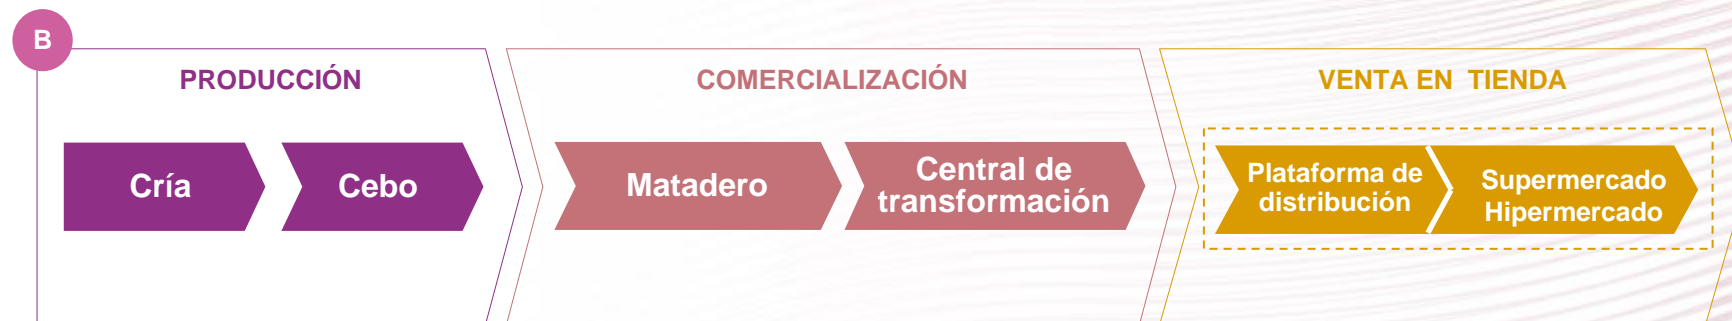 B
PRODUCCIÓN
Cría
Cebo
COMERCIALIZACIÓN
Matadero
Central de
transformación
VENTA EN TIENDA
Plataforma de
distribución
Supermercado
Hipermercado